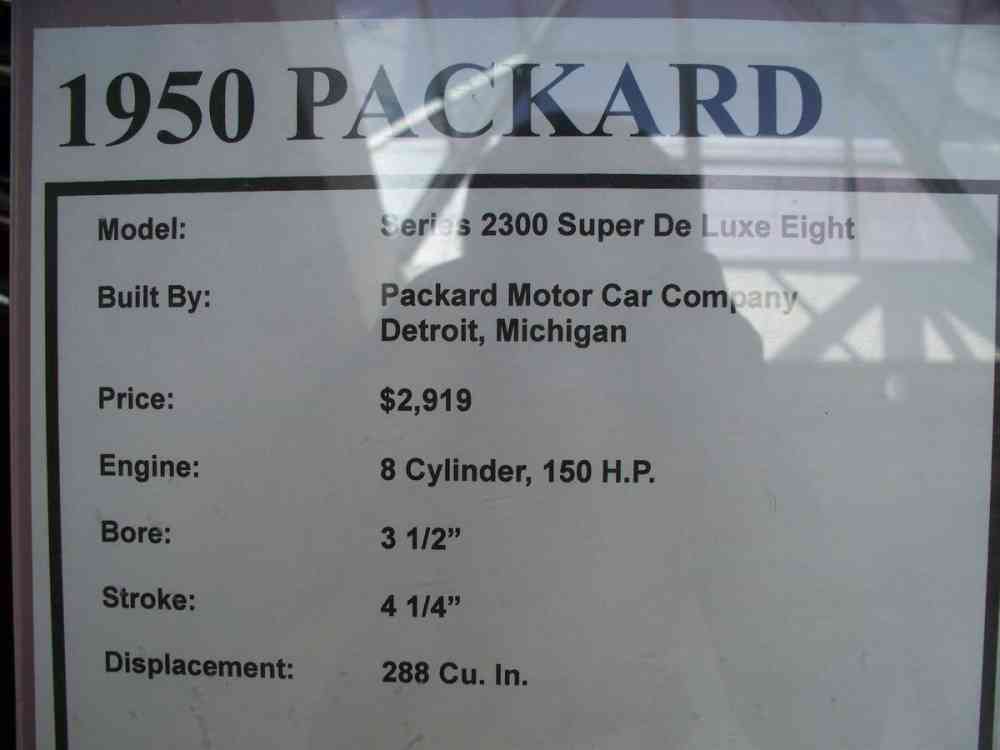 1950 PACKARD
Model: Series 2300 Super De Luxe Eight
Built By: Packard Motor Car Company
Detroit, Michigan
Price: $2,919
Engine: 8 Cylinder, 150 H.P.
Bore: 3 1/2”
Stroke: 4 1/4”
Displacement: 288 Cu. In.